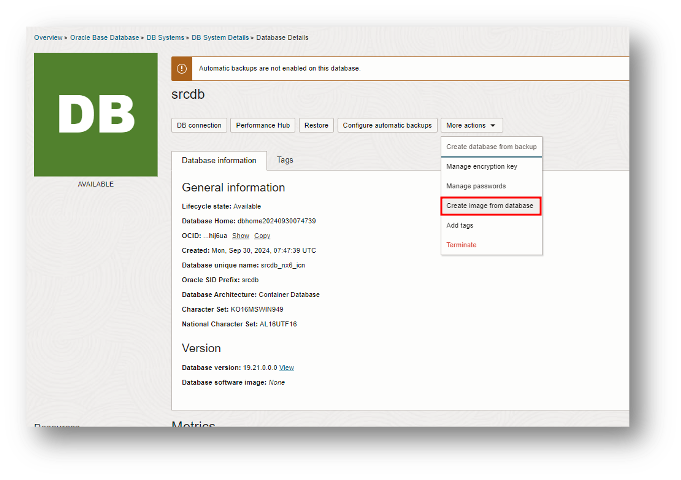 Overview » Oracle Base Database » DB Systems » DB System Details » Database Details
DB
AVAILABLE
Automatic backups are not enabled on this database.
srcdb
DB connection
Performance Hub
Restore
Configure automatic backups
More actions
Create database from backup
Manage encryption key
Manage passwords
Create image from database
Add tags
Terminate
Database information
Tags
General information
Lifecycle state: Available
Database Home: dbhome20240930074739
OCID: ...hlj6ua Show Copy
Created: Mon, Sep 30, 2024, 07:47:39 UTC
Database unique name: srcdb_nx6_icn
Oracle SID Prefix: srcdb
Database Architecture: Container Database
Character Set: KO16MSWIN949
National Character Set: AL16UTF16
Version
Database version: 19.21.0.0.0 View
Database software image: None
Resources
Metrics